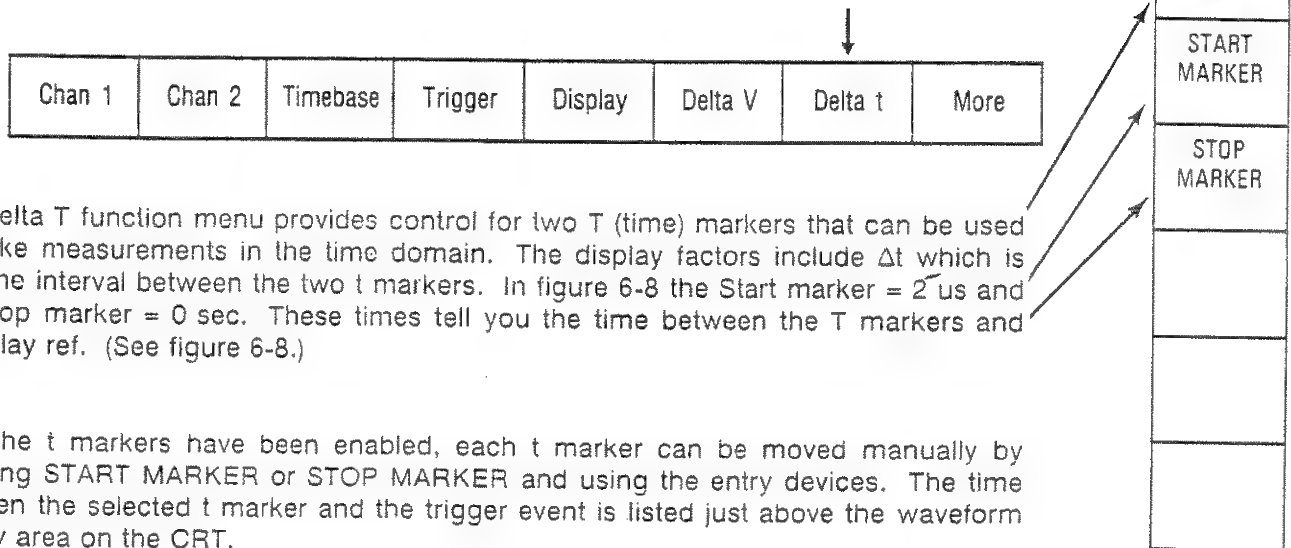 START
MARKER
Chan 1 Chan 2 Timebase Trigger Display Delta V Delta t More
STOP
MARKER
elta T function menu provides control for two T (time) markers that can be used
ke measurements in the time domain. The display factors include Δt which is
ne interval between the two t markers. In figure 6-8 the Start marker = 2 us and
op marker = 0 sec. These times tell you the time between the T markers and
lay ref. (See figure 6-8.)
he t markers have been enabled, each t marker can be moved manually by
ng START MARKER or STOP MARKER and using the entry devices. The time
en the selected t marker and the trigger event is listed just above the waveform
y area on the CRT.